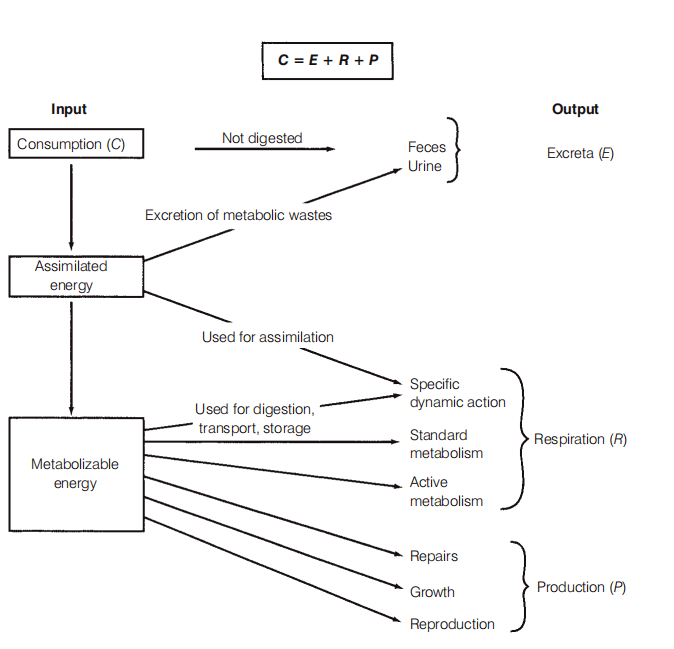 C = E + R + P
Input
Output
Consumption (C)
Not digested
Feces
Urine
Excreta (E)
Excretion of metabolic wastes
Assimilated
energy
Used for assimilation
Specific
dynamic action
Used for digestion,
transport, storage
Standard
metabolism
Respiration (R)
Metabolizable
energy
Active
metabolism
Repairs
Growth
Production (P)
Reproduction